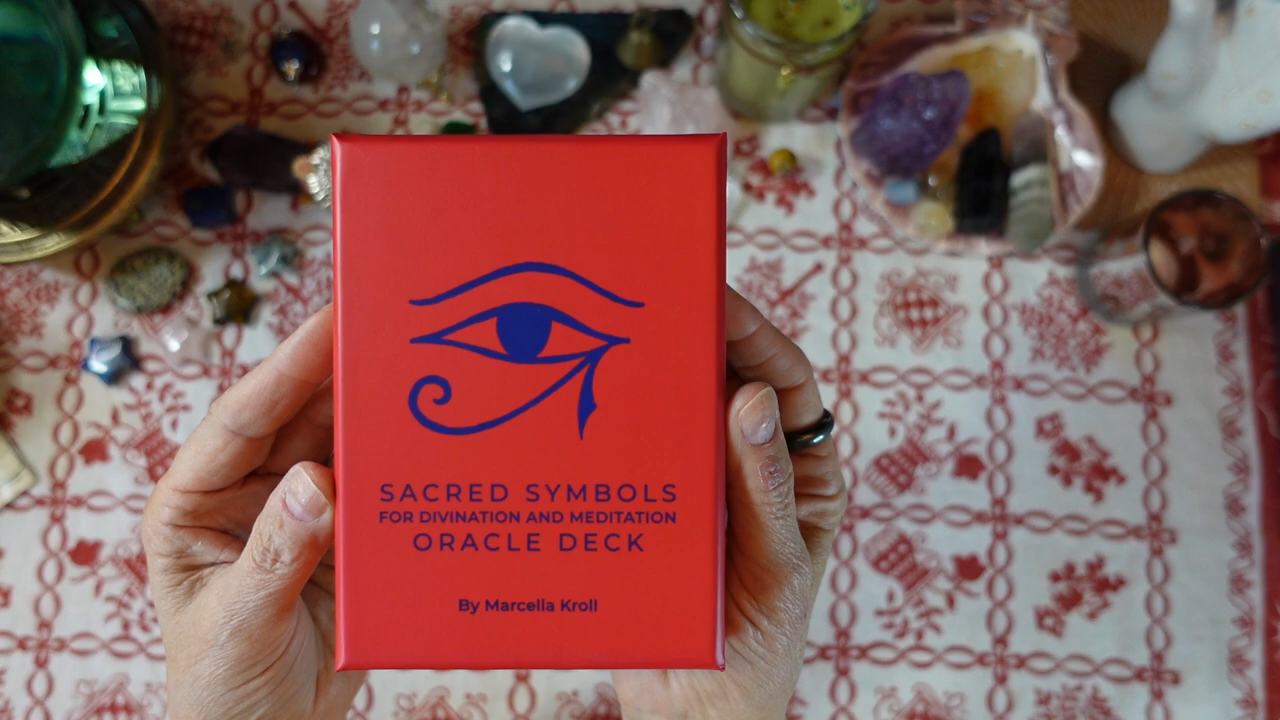 SACRED SYMBOLS
FOR DIVINATION AND MEDITATION
ORACLE DECK
By Marcella Kroll